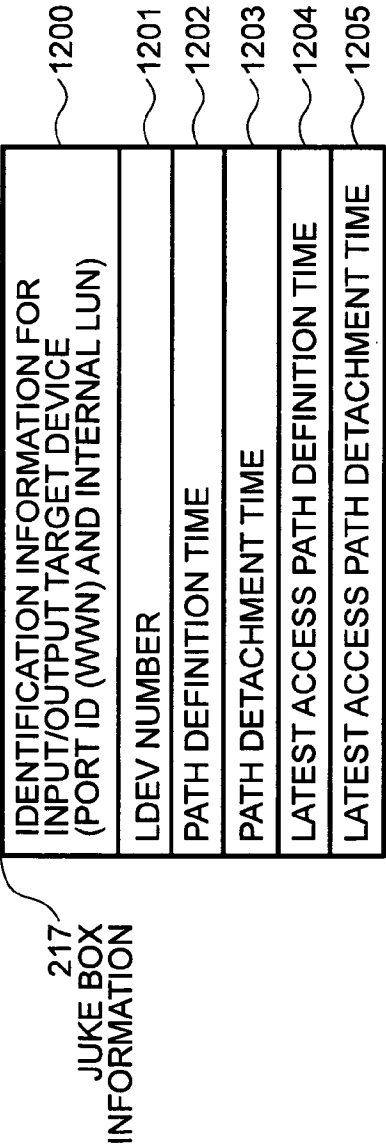 217
JUKE BOX
INFORMATION
IDENTIFICATION INFORMATION FOR
INPUT/OUTPUT TARGET DEVICE
(PORT ID (WWN) AND INTERNAL LUN)
1200
LDEV NUMBER
1201
PATH DEFINITION TIME
1202
PATH DETACHMENT TIME
1203
LATEST ACCESS PATH DEFINITION TIME
1204
LATEST ACCESS PATH DETACHMENT TIME
1205